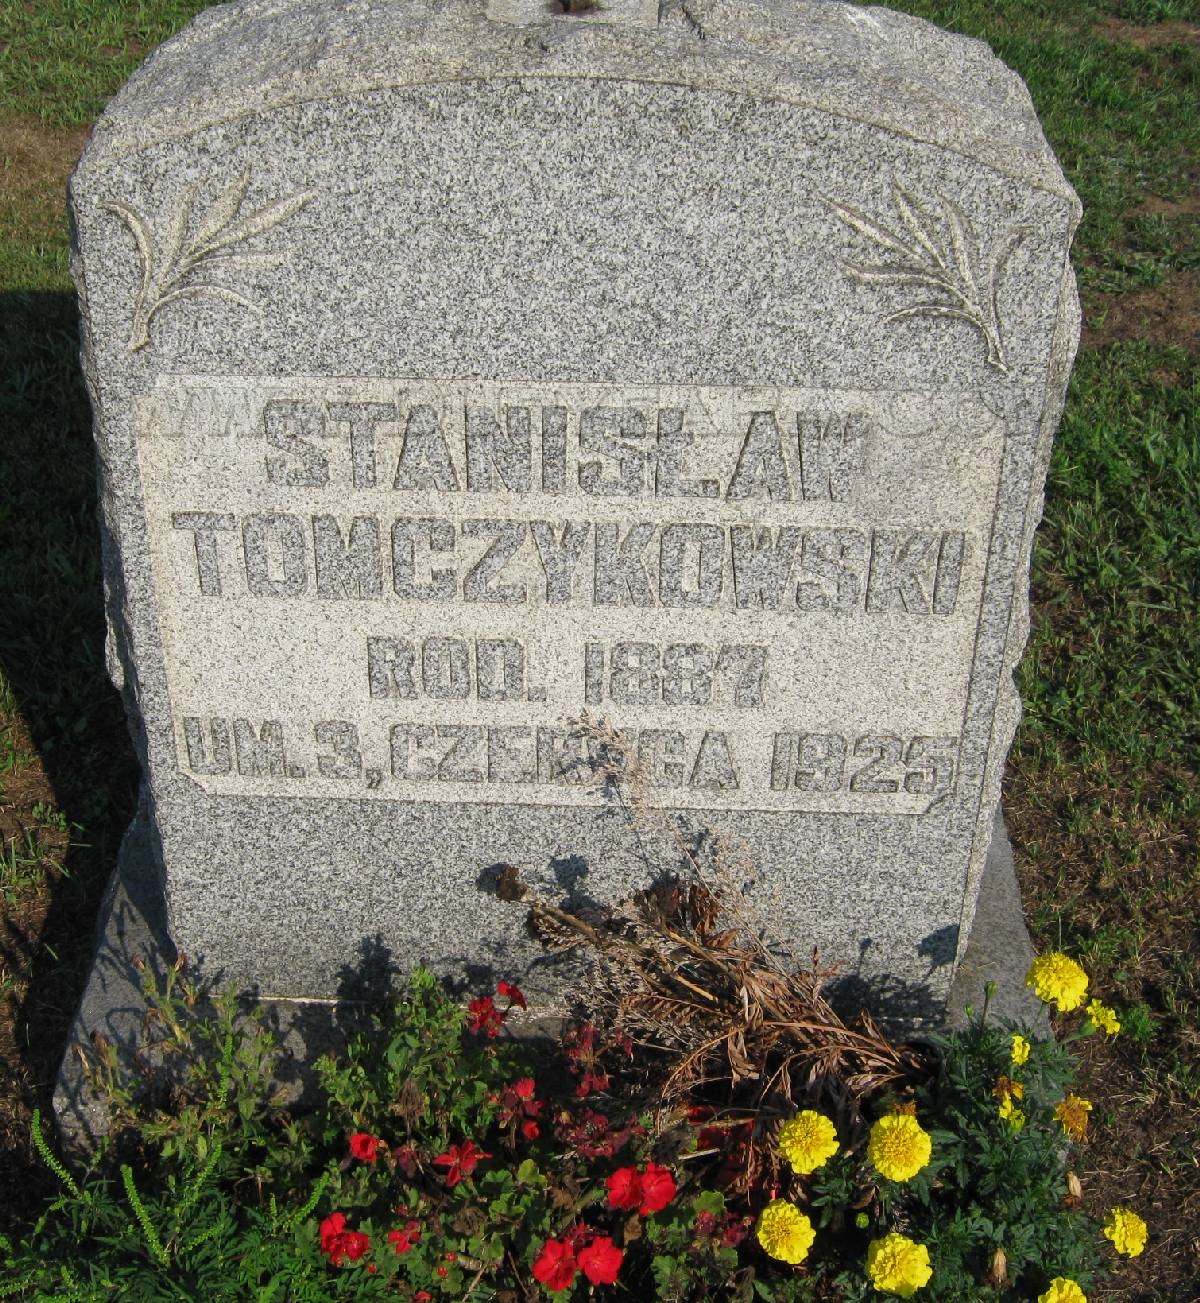 STANISŁAW
TOMCZYKOWSKI
ROD. 1887
UM. 3, CZERWCA 1925